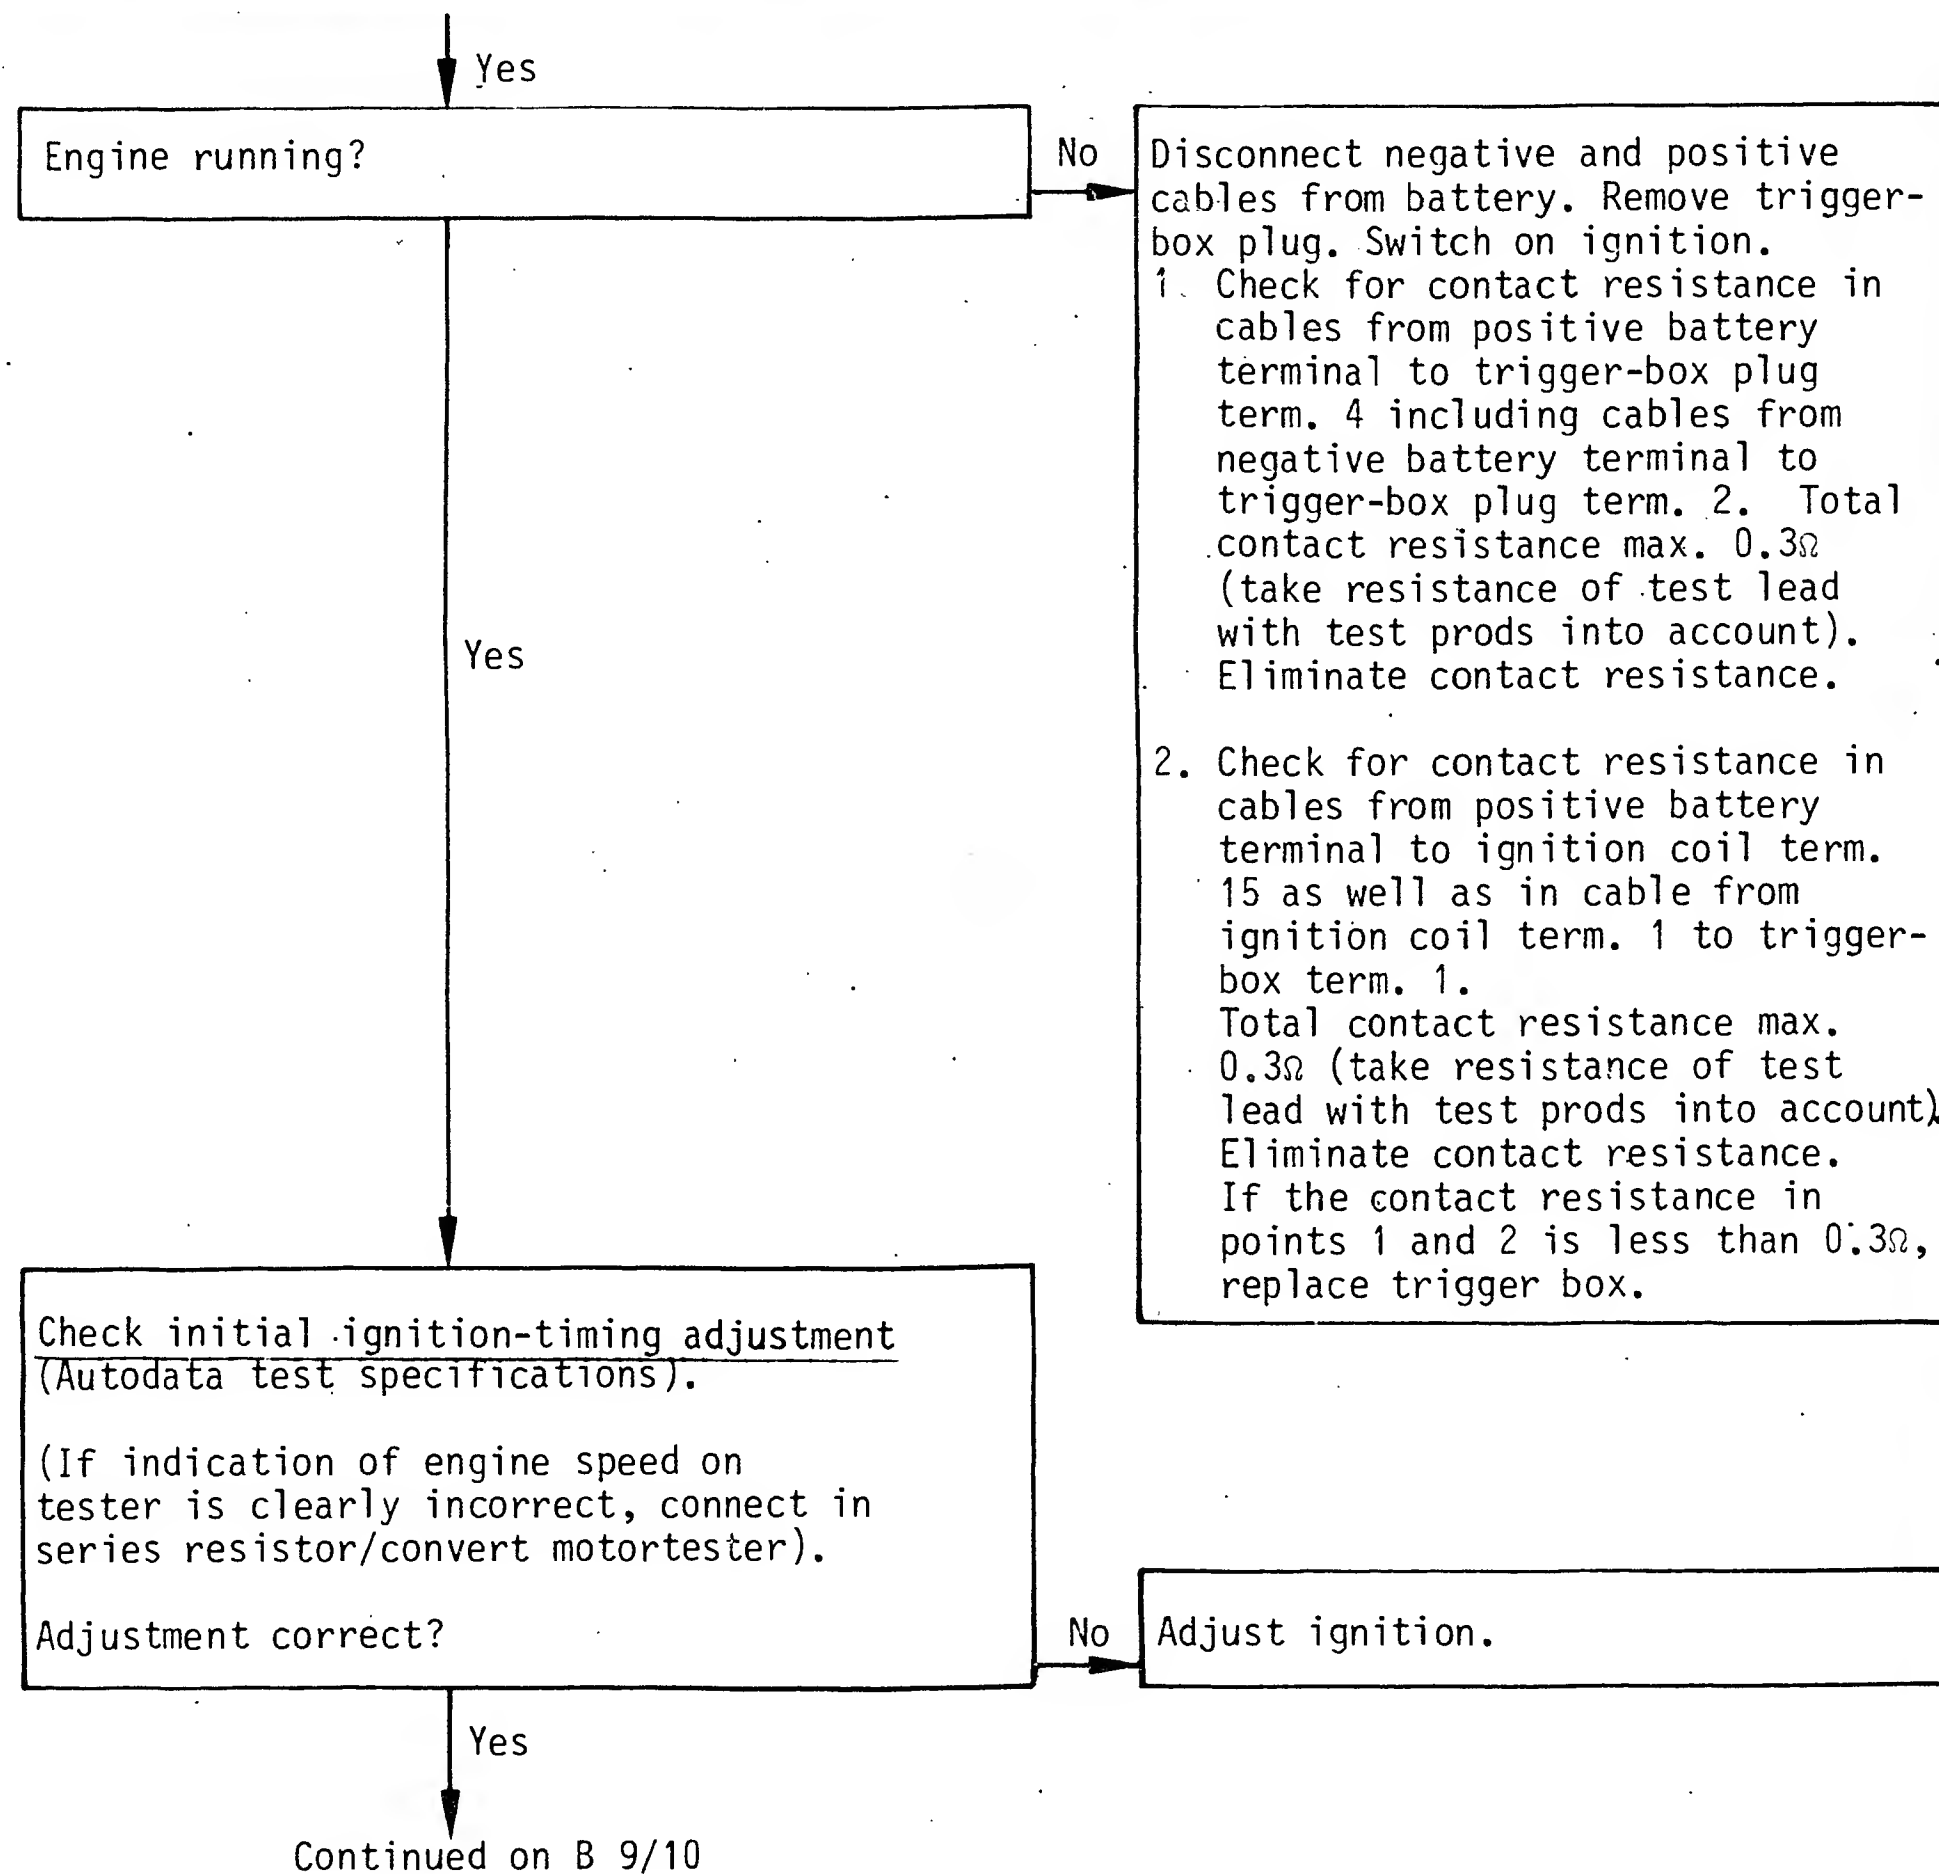 Yes
Engine running?
No
Disconnect negative and positive
cables from battery. Remove trigger-
box plug. Switch on ignition.
1. Check for contact resistance in
cables from positive battery
terminal to trigger-box plug
term. 4 including cables from
negative battery terminal to
trigger-box plug term. 2. Total
contact resistance max. 0.3Ω
(take resistance of test lead
with test prods into account).
Eliminate contact resistance.
2. Check for contact resistance in
cables from positive battery
terminal to ignition coil term.
15 as well as in cable from
ignition coil term. 1 to trigger-
box term. 1.
Total contact resistance max.
0.3Ω (take resistance of test
lead with test prods into account)
Eliminate contact resistance.
If the contact resistance in
points 1 and 2 is less than 0.3Ω,
replace trigger box.
Yes
Check initial ignition-timing adjustment
(Autodata test specifications).
(If indication of engine speed on
tester is clearly incorrect, connect in
series resistor/convert motortester).
Adjustment correct?
No
Adjust ignition.
Yes
Continued on B 9/10